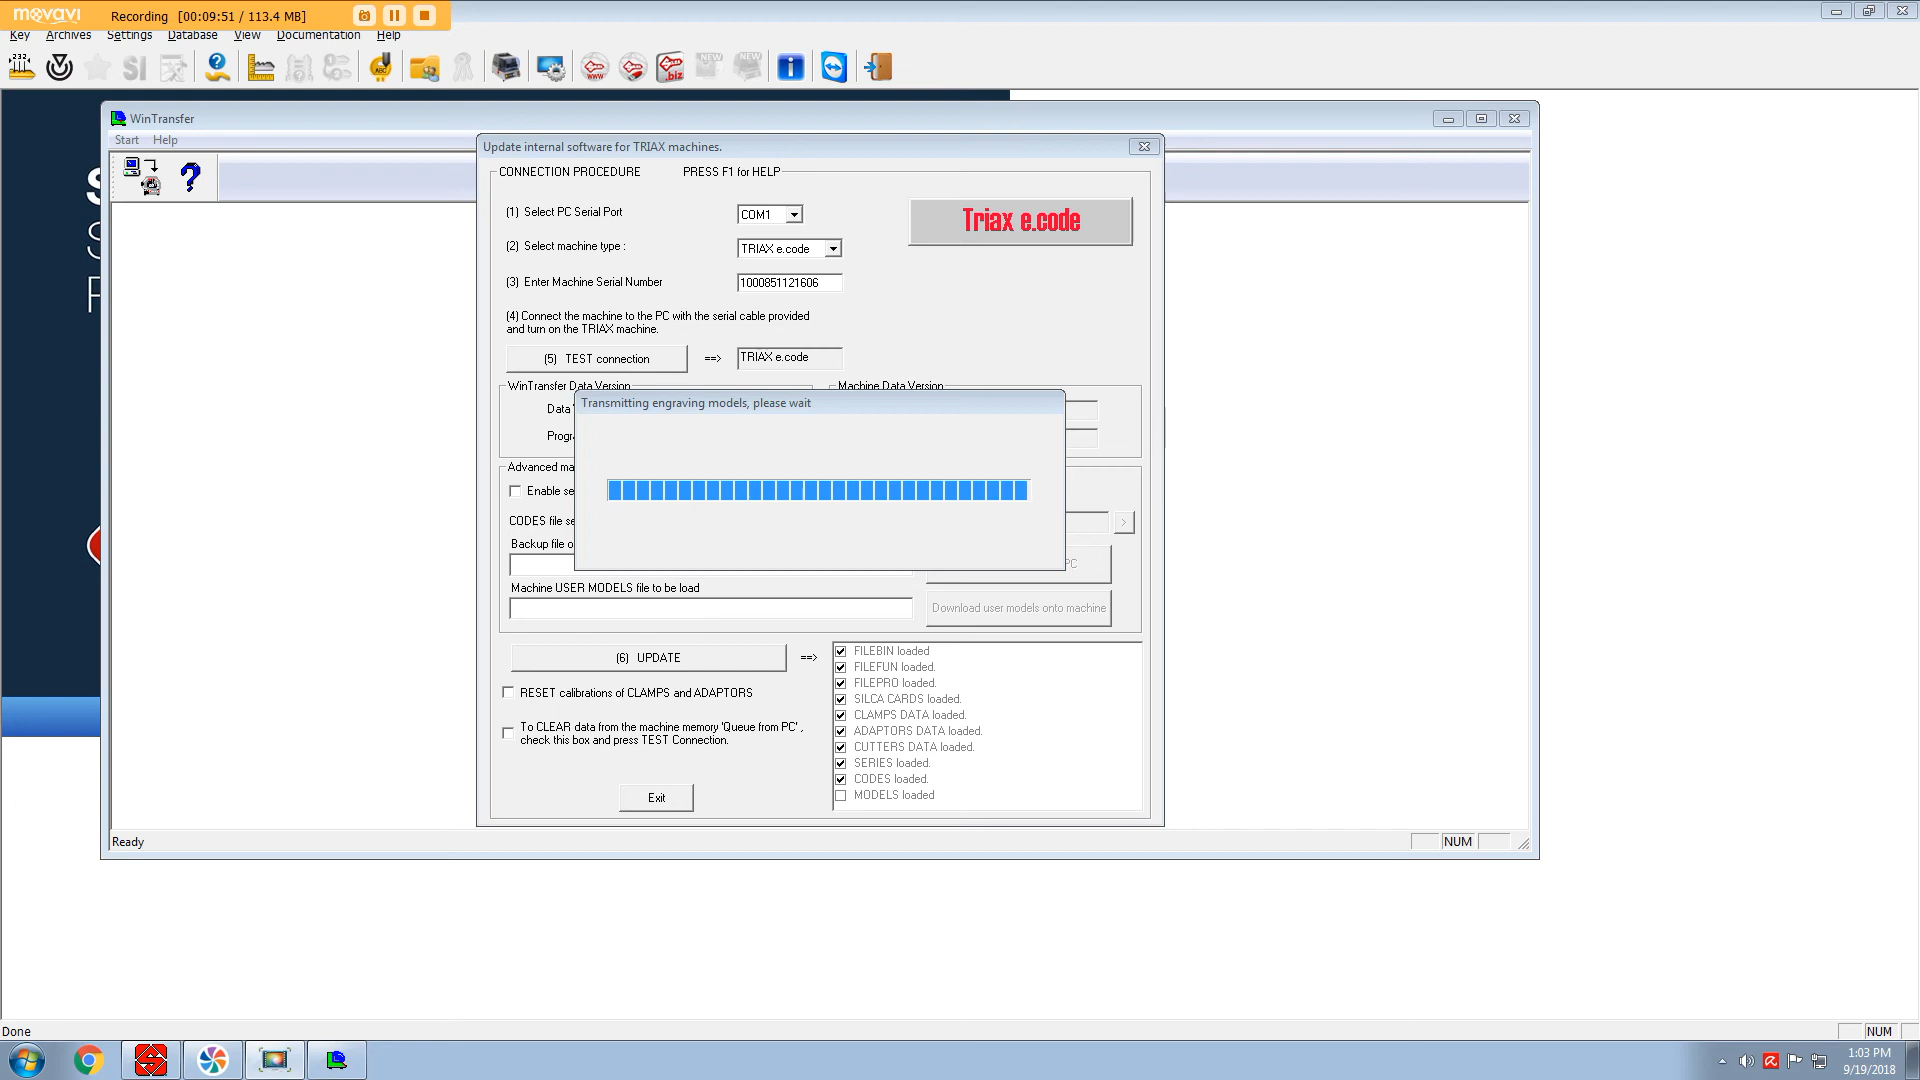 movavi Recording [00:09:51 / 113.4 MB]
Key Archives Settings Database View Documentation Help
232
SI
www
.biz
NEW
NEW
WinTransfer
Start Help
Update internal software for TRIAX machines.
CONNECTION PROCEDURE PRESS F1 for HELP
(1) Select PC Serial Port COM1
Triax e.code
(2) Select machine type : TRIAX e.code
(3) Enter Machine Serial Number 1000851121606
(4) Connect the machine to the PC with the serial cable provided
and turn on the TRIAX machine.
(5) TEST connection ==> TRIAX e.code
WinTransfer Data Version Machine Data Version
Transmitting engraving models, please wait
Data
Progr
Advanced ma
Enable se
CODES file se
>
Backup file o
PC
Machine USER MODELS file to be load
Download user models onto machine
(6) UPDATE ==>
FILEBIN loaded
FILEFUN loaded.
FILEPRO loaded.
SILCA CARDS loaded.
CLAMPS DATA loaded.
ADAPTORS DATA loaded.
CUTTERS DATA loaded.
SERIES loaded.
CODES loaded.
MODELS loaded
RESET calibrations of CLAMPS and ADAPTORS
To CLEAR data from the machine memory 'Queue from PC' ,
check this box and press TEST Connection.
Exit
Ready NUM
Done NUM
1:03 PM
9/19/2018